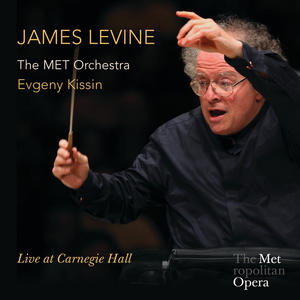 JAMES LEVINE
The MET Orchestra
Evgeny Kissin
Live at Carnegie Hall
The Met
ropolitan
Opera